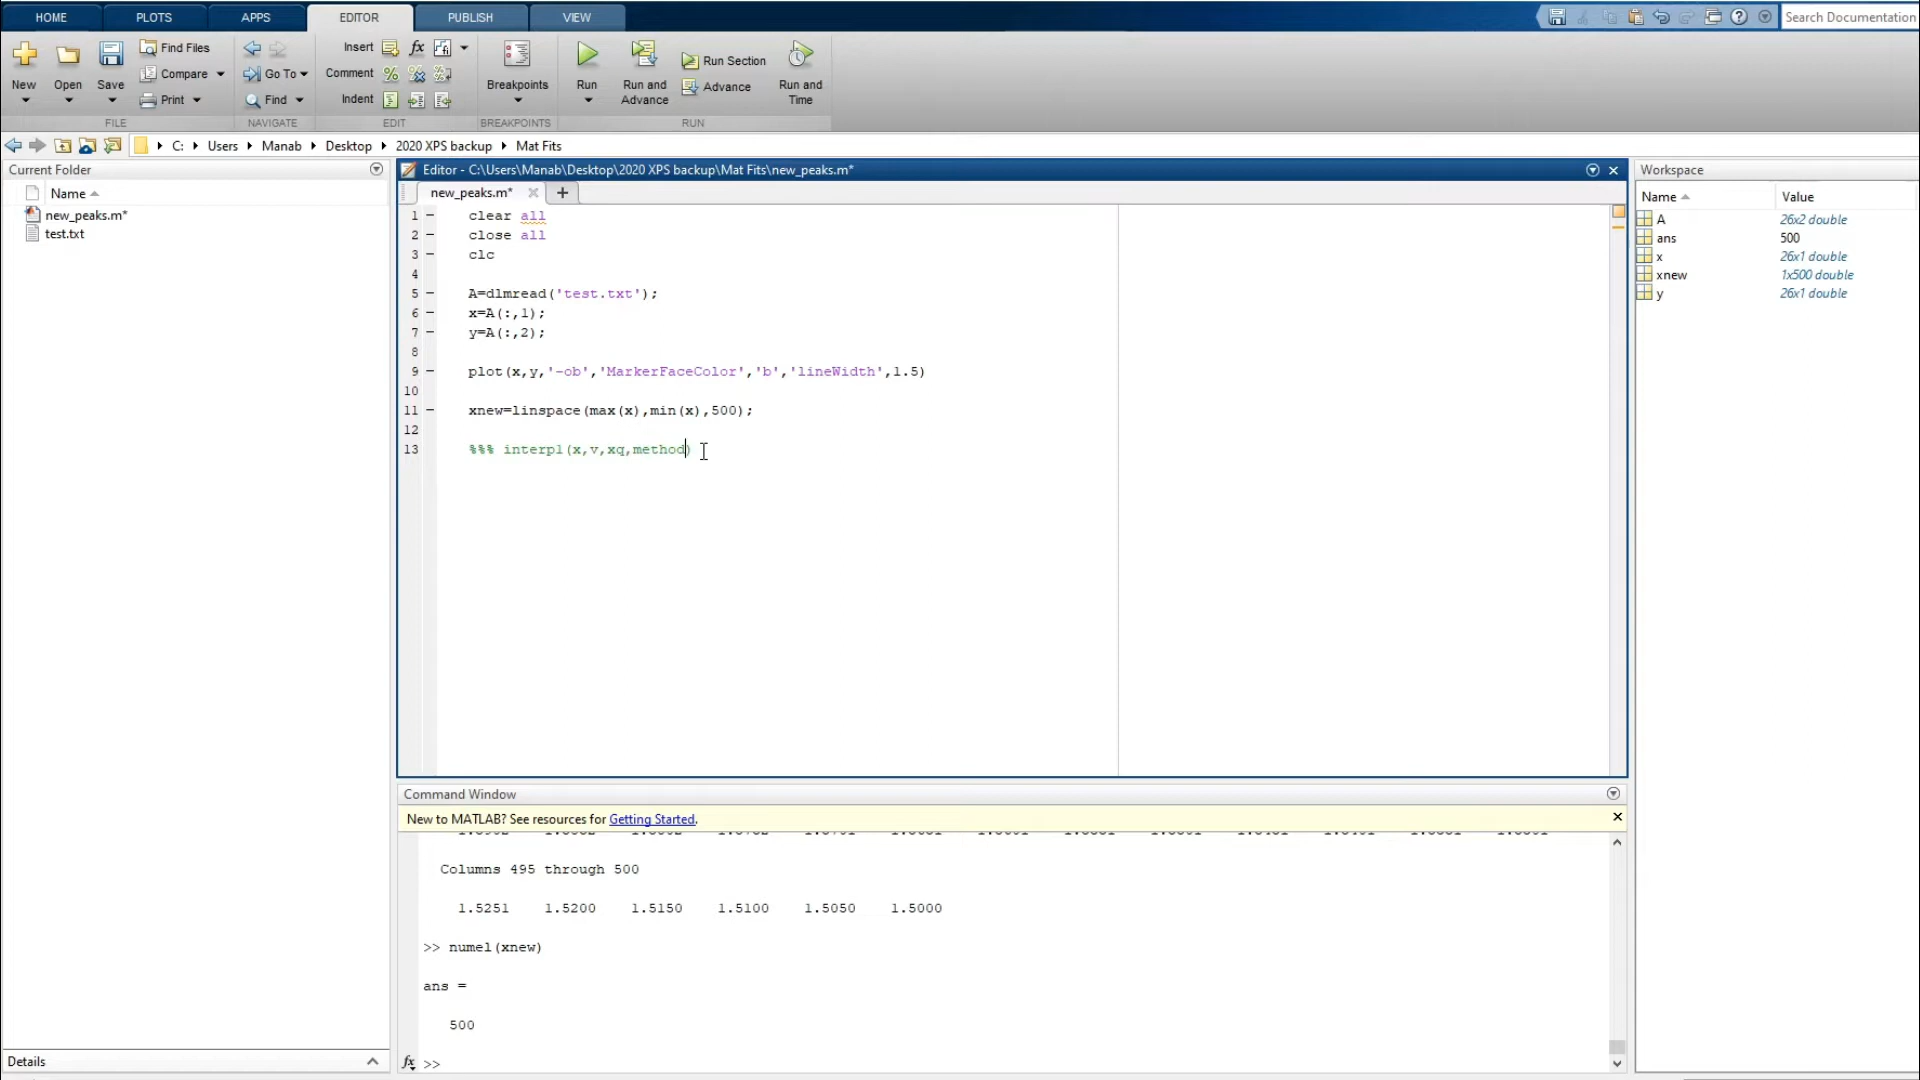 HOME PLOTS APPS EDITOR PUBLISH VIEW Search Documentation
New Open Save Find Files Compare Print Go To Find Insert Comment Indent Breakpoints Run Run and Advance Run Section Advance Run and Time
FILE NAVIGATE EDIT BREAKPOINTS RUN
C: Users Manab Desktop 2020 XPS backup Mat Fits
Current Folder
Name
new_peaks.m*
test.txt
Details
Editor - C:\Users\Manab\Desktop\2020 XPS backup\Mat Fits\new_peaks.m*
new_peaks.m*
1 clear all
2 close all
3 clc
4
5 A=dlmread('test.txt');
6 x=A(:,1);
7 y=A(:,2);
8
9 plot(x,y,'-ob','MarkerFaceColor','b','lineWidth',1.5)
10
11 xnew=linspace(max(x),min(x),500);
12
13 %%% interp1(x,v,xq,method)
Command Window
New to MATLAB? See resources for Getting Started.
Columns 495 through 500
1.5251 1.5200 1.5150 1.5100 1.5050 1.5000
>> numel(xnew)
ans =
500
fx >>
Workspace
Name Value
A 26x2 double
ans 500
x 26x1 double
xnew 1x500 double
y 26x1 double